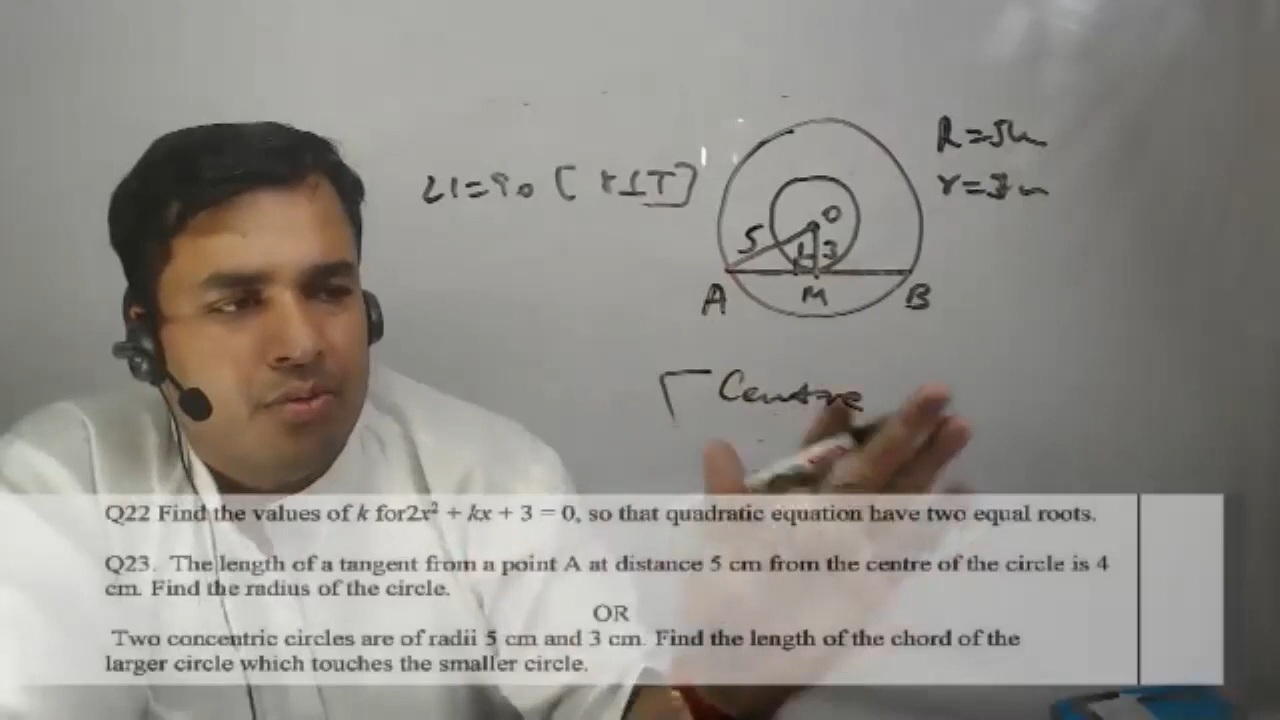 ∠1=90 [ r⊥T ]
R=5cm
r=3cm
O
5
1
3
A
M
B
Centre
Q22 Find the values of k for2x² + kx + 3 = 0, so that quadratic equation have two equal roots.
Q23. The length of a tangent from a point A at distance 5 cm from the centre of the circle is 4
cm. Find the radius of the circle.
OR
Two concentric circles are of radii 5 cm and 3 cm. Find the length of the chord of the
larger circle which touches the smaller circle.